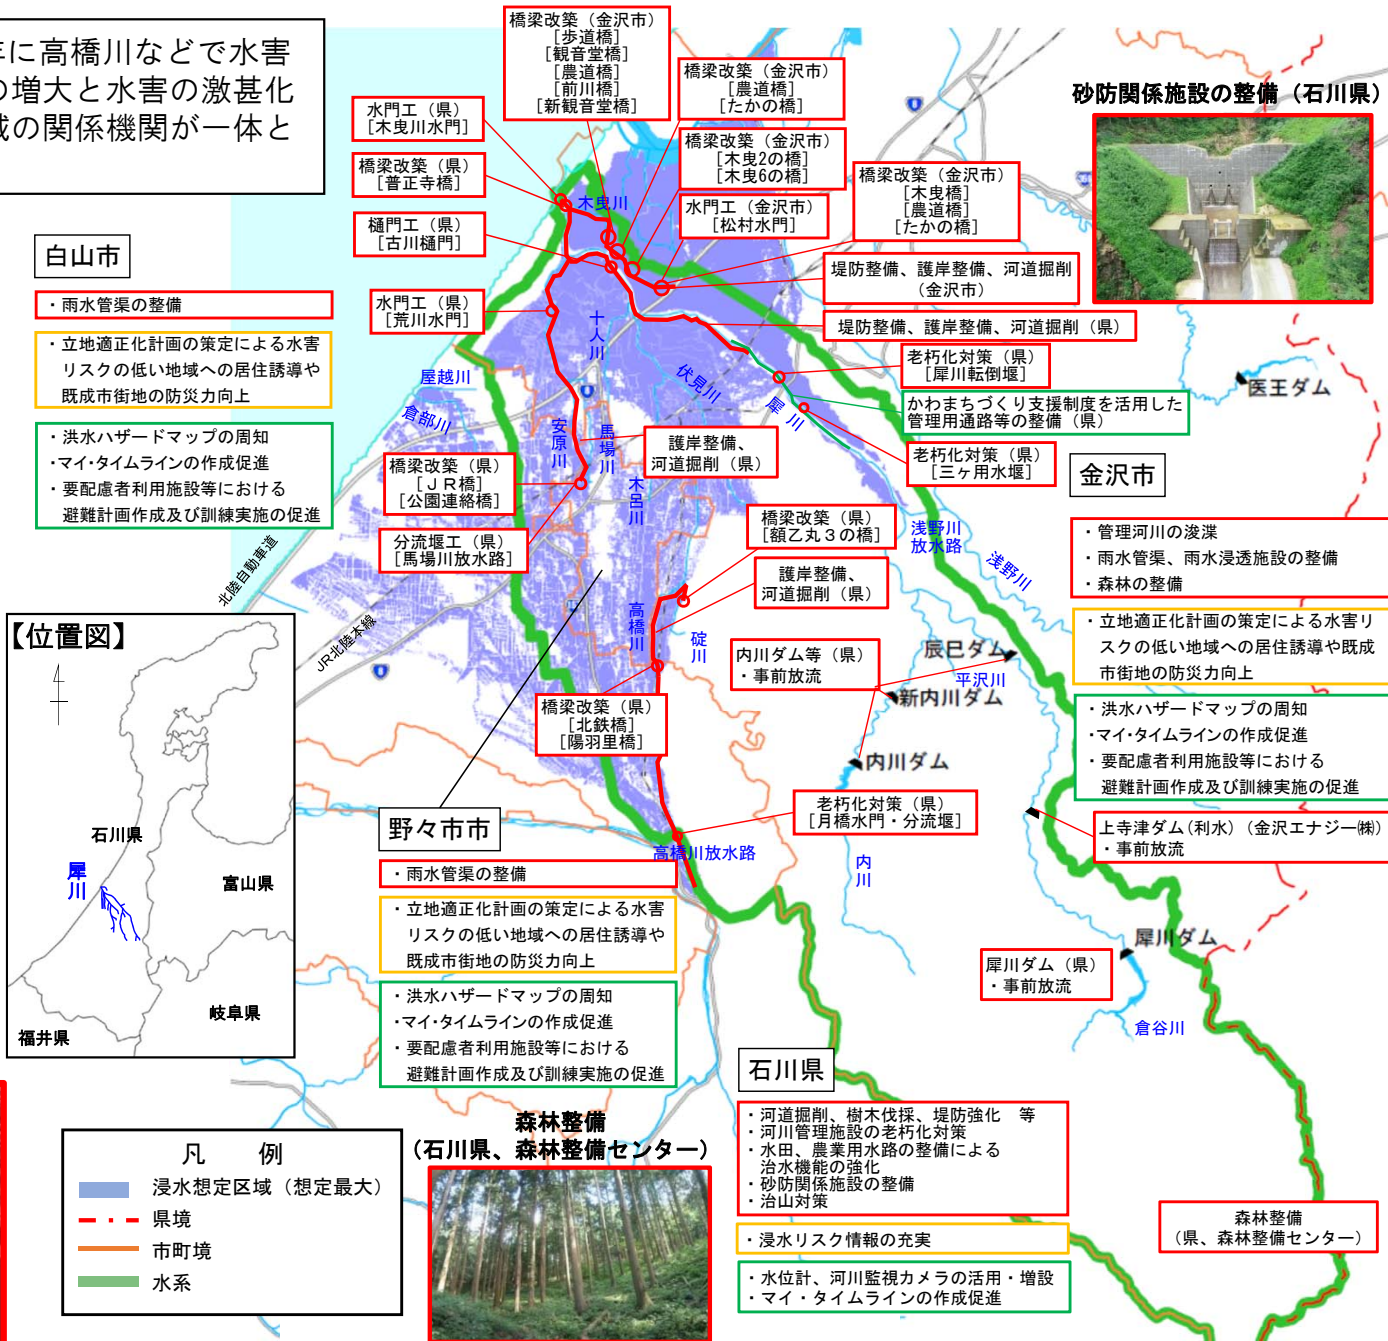 年に高橋川などで水害
の増大と水害の激甚化
域の関係機関が一体と
橋梁改築（金沢市）
［歩道橋］
［観音堂橋］
［農道橋］
［前川橋］
［新観音堂橋］
橋梁改築（金沢市）
［農道橋］
［たかの橋］
砂防関係施設の整備（石川県）
水門工（県）
［木曳川水門］
橋梁改築（金沢市）
［木曳2の橋］
［木曳6の橋］
橋梁改築（県）
［普正寺橋］
橋梁改築（金沢市）
［木曳橋］
［農道橋］
［たかの橋］
木曳川
水門工（金沢市）
［松村水門］
樋門工（県）
［古川樋門］
堤防整備、護岸整備、河道掘削
（金沢市）
白山市
・雨水管渠の整備
・立地適正化計画の策定による水害
リスクの低い地域への居住誘導や
既成市街地の防災力向上
・洪水ハザードマップの周知
・マイ・タイムラインの作成促進
・要配慮者利用施設等における
避難計画作成及び訓練実施の促進
水門工（県）
［荒川水門］
十人川
堤防整備、護岸整備、河道掘削（県）
老朽化対策（県）
［犀川転倒堰］
医王ダム
かわまちづくり支援制度を活用した
管理用通路等の整備（県）
屋越川
倉部川
伏見川
犀川
安原川
馬場川
護岸整備、
河道掘削（県）
老朽化対策（県）
［三ヶ用水堰］
橋梁改築（県）
［ＪＲ橋］
［公園連絡橋］
木呂川
金沢市
・管理河川の浚渫
・雨水管渠、雨水浸透施設の整備
・森林の整備
・立地適正化計画の策定による水害リ
スクの低い地域への居住誘導や既成
市街地の防災力向上
・洪水ハザードマップの周知
・マイ・タイムラインの作成促進
・要配慮者利用施設等における
避難計画作成及び訓練実施の促進
橋梁改築（県）
［額乙丸３の橋］
浅野川
放水路
浅野川
分流堰工（県）
［馬場川放水路］
護岸整備、
河道掘削（県）
北陸自動車道
JR北陸本線
高橋川
碇川
【位置図】
石川県
犀川
富山県
岐阜県
福井県
内川ダム等（県）
・事前放流
辰巳ダム
平沢川
新内川ダム
内川ダム
橋梁改築（県）
［北鉄橋］
［陽羽里橋］
老朽化対策（県）
［月橋水門・分流堰］
上寺津ダム(利水)（金沢エナジー㈱）
・事前放流
野々市市
高橋川放水路
内川
・雨水管渠の整備
・立地適正化計画の策定による水害
リスクの低い地域への居住誘導や
既成市街地の防災力向上
・洪水ハザードマップの周知
・マイ・タイムラインの作成促進
・要配慮者利用施設等における
避難計画作成及び訓練実施の促進
犀川ダム
犀川ダム（県）
・事前放流
倉谷川
石川県
・河道掘削、樹木伐採、堤防強化　等
・河川管理施設の老朽化対策
・水田、農業用水路の整備による
治水機能の強化
・砂防関係施設の整備
・治山対策
・浸水リスク情報の充実
・水位計、河川監視カメラの活用・増設
・マイ・タイムラインの作成促進
森林整備
（石川県、森林整備センター）
森林整備
（県、森林整備センター）
凡　例
浸水想定区域（想定最大）
県境
市町境
水系